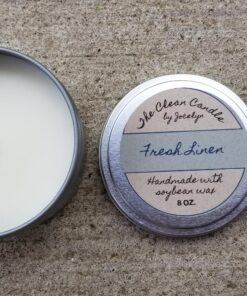 The Clean Candle
by Jocelyn
Fresh Linen
Handmade with
soybean wax
8 OZ.